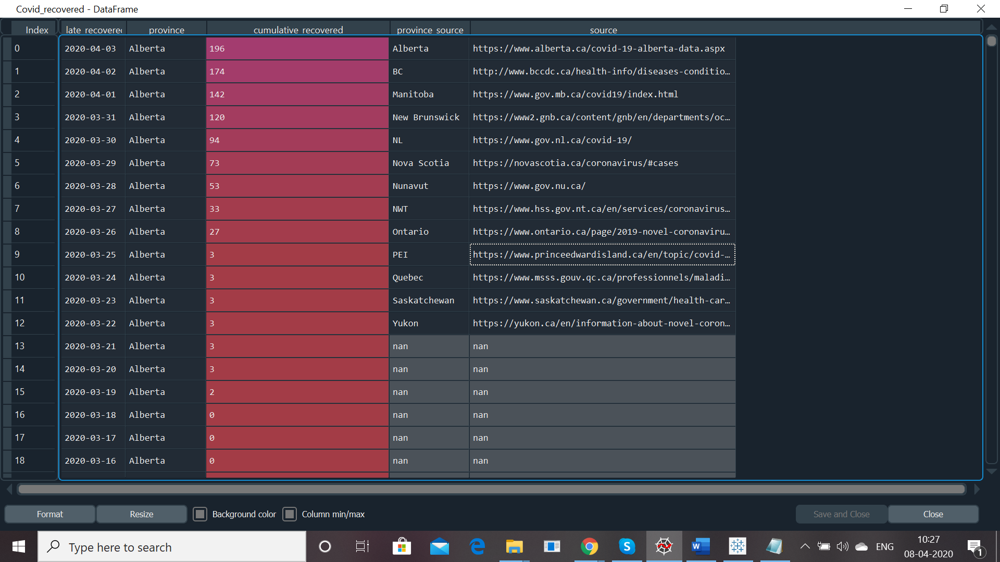 Covid_recovered - DataFrame
Index late_recovered province cumulative_recovered province_source source
0 2020-04-03 Alberta 196 Alberta https://www.alberta.ca/covid-19-alberta-data.aspx
1 2020-04-02 Alberta 174 BC http://www.bccdc.ca/health-info/diseases-conditio…
2 2020-04-01 Alberta 142 Manitoba https://www.gov.mb.ca/covid19/index.html
3 2020-03-31 Alberta 120 New Brunswick https://www2.gnb.ca/content/gnb/en/departments/oc…
4 2020-03-30 Alberta 94 NL https://www.gov.nl.ca/covid-19/
5 2020-03-29 Alberta 73 Nova Scotia https://novascotia.ca/coronavirus/#cases
6 2020-03-28 Alberta 53 Nunavut https://www.gov.nu.ca/
7 2020-03-27 Alberta 33 NWT https://www.hss.gov.nt.ca/en/services/coronavirus…
8 2020-03-26 Alberta 27 Ontario https://www.ontario.ca/page/2019-novel-coronaviru…
9 2020-03-25 Alberta 3 PEI https://www.princeedwardisland.ca/en/topic/covid-…
10 2020-03-24 Alberta 3 Quebec https://www.msss.gouv.qc.ca/professionnels/maladi…
11 2020-03-23 Alberta 3 Saskatchewan https://www.saskatchewan.ca/government/health-car…
12 2020-03-22 Alberta 3 Yukon https://yukon.ca/en/information-about-novel-coron…
13 2020-03-21 Alberta 3 nan nan
14 2020-03-20 Alberta 3 nan nan
15 2020-03-19 Alberta 2 nan nan
16 2020-03-18 Alberta 0 nan nan
17 2020-03-17 Alberta 0 nan nan
18 2020-03-16 Alberta 0 nan nan
Format Resize Background color Column min/max Save and Close Close
Type here to search
ENG
10:27
08-04-2020
1